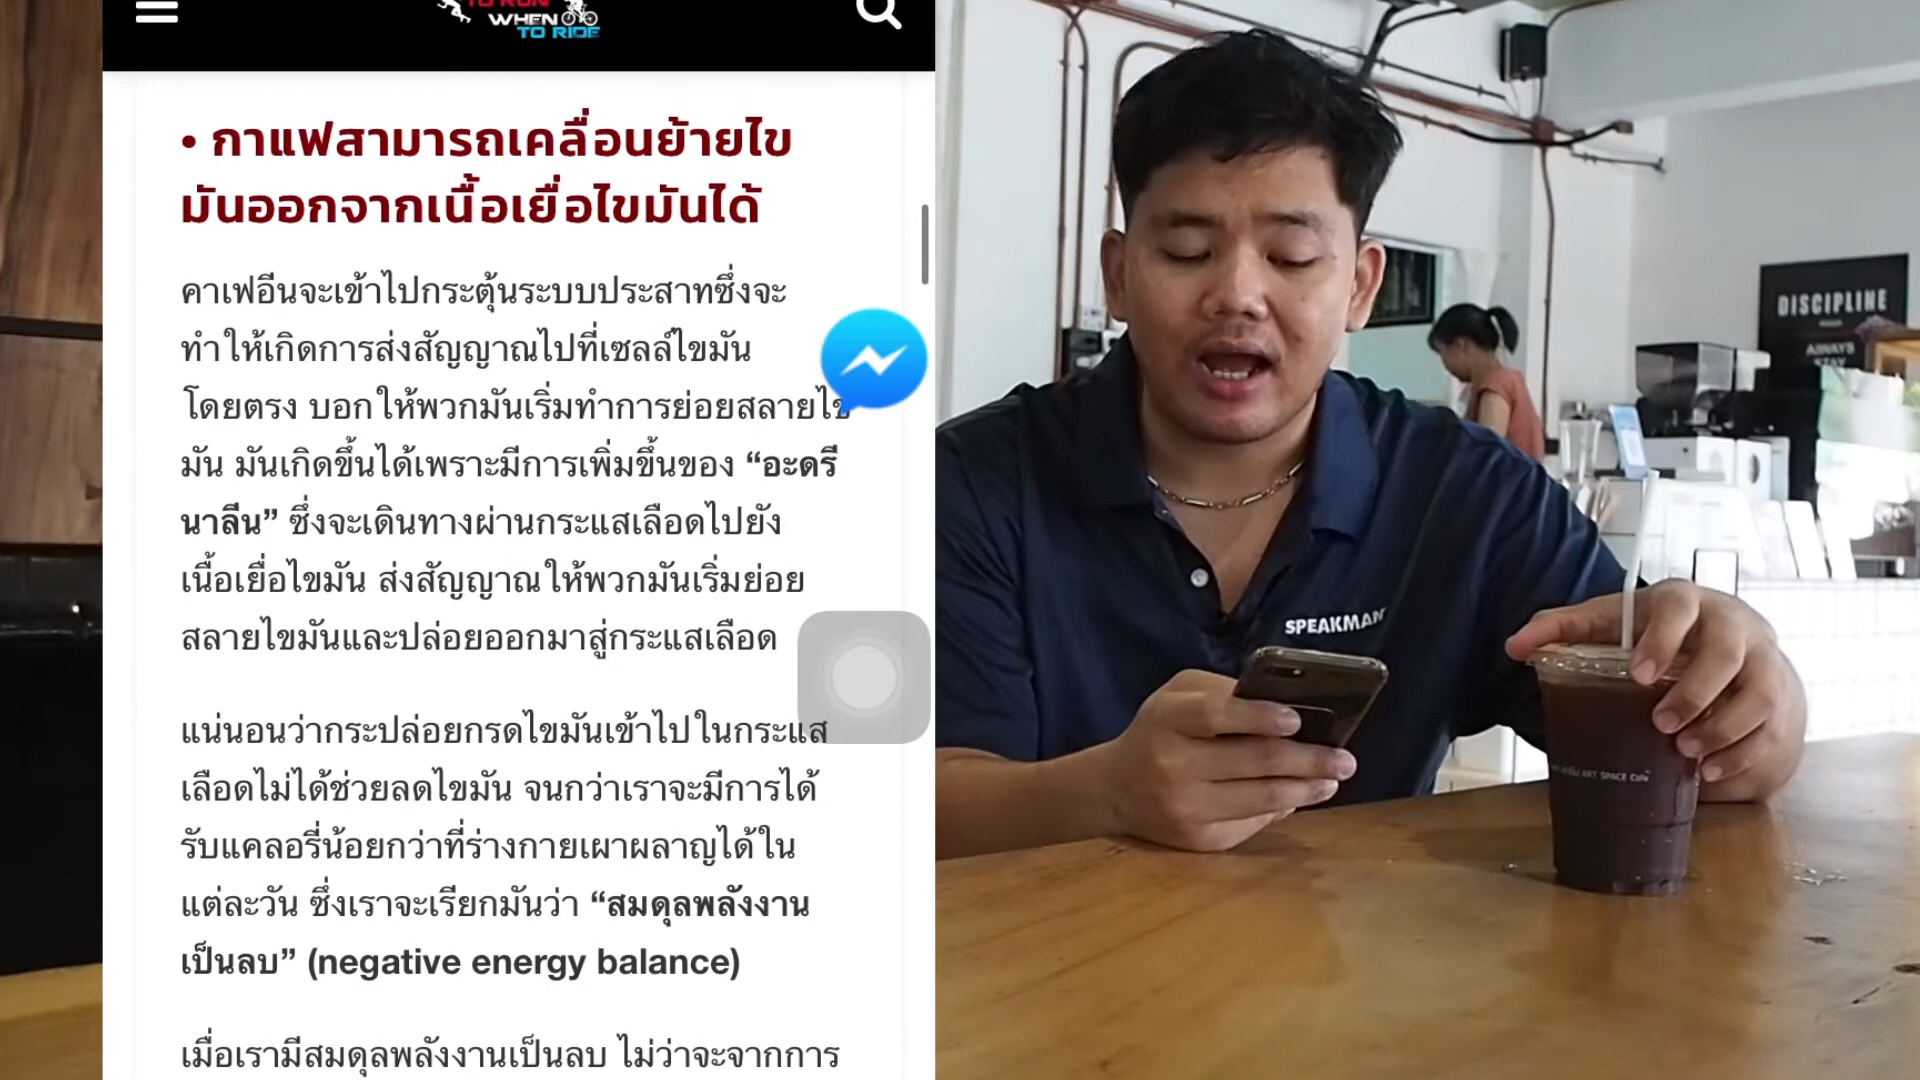 TO RUN
WHEN
TO RIDE
• กาแฟสามารถเคลื่อนย้ายไข
มันออกจากเนื้อเยื่อไขมันได้
คาเฟอีนจะเข้าไปกระตุ้นระบบประสาทซึ่งจะ
ทำให้เกิดการส่งสัญญาณไปที่เซลล์ไขมัน
โดยตรง บอกให้พวกมันเริ่มทำการย่อยสลายไข
มัน มันเกิดขึ้นได้เพราะมีการเพิ่มขึ้นของ “อะดรี
นาลีน” ซึ่งจะเดินทางผ่านกระแสเลือดไปยัง
เนื้อเยื่อไขมัน ส่งสัญญาณให้พวกมันเริ่มย่อย
สลายไขมันและปล่อยออกมาสู่กระแสเลือด
แน่นอนว่ากระปล่อยกรดไขมันเข้าไปในกระแส
เลือดไม่ได้ช่วยลดไขมัน จนกว่าเราจะมีการได้
รับแคลอรี่น้อยกว่าที่ร่างกายเผาผลาญได้ใน
แต่ละวัน ซึ่งเราจะเรียกมันว่า “สมดุลพลังงาน
เป็นลบ” (negative energy balance)
เมื่อเรามีสมดุลพลังงานเป็นลบ ไม่ว่าจะจากการ
DISCIPLINE
ALWAYS
STAY
SPEAKMAN
ART SPACE Cafe